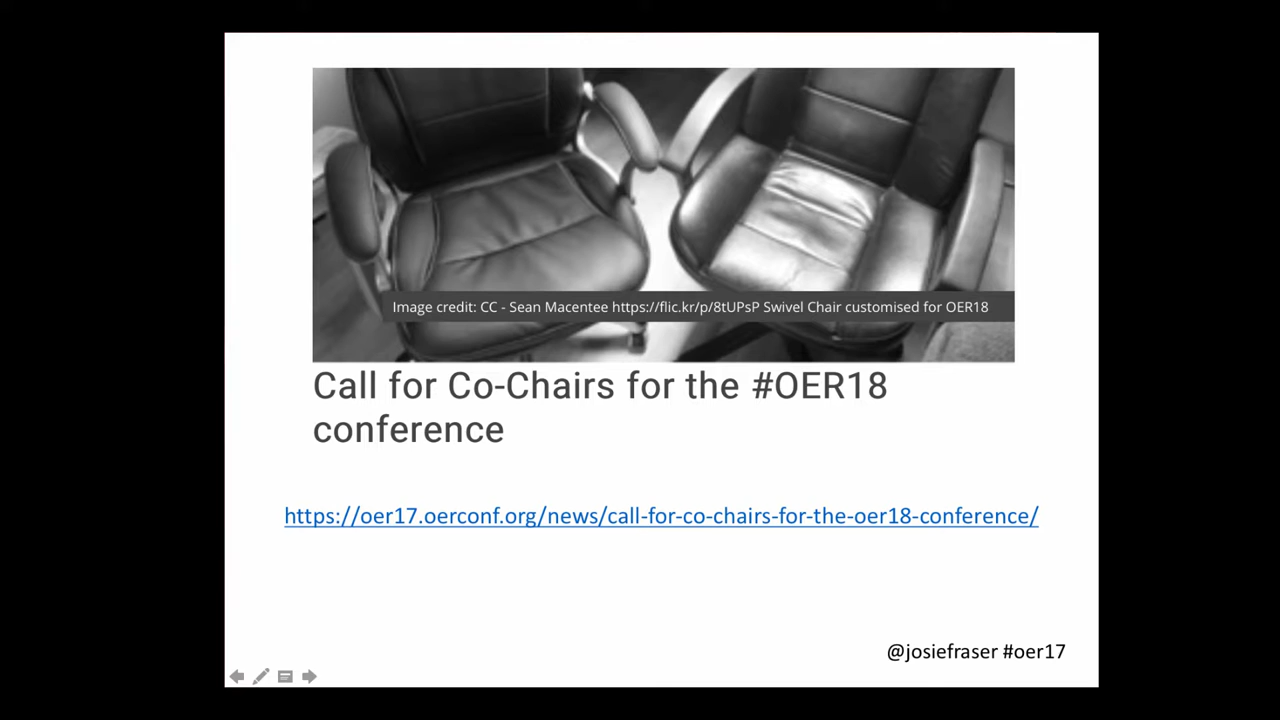 Image credit: CC - Sean Macentee https://flic.kr/p/8tUPsP Swivel Chair customised for OER18
Call for Co-Chairs for the #OER18
conference
https://oer17.oerconf.org/news/call-for-co-chairs-for-the-oer18-conference/
@josiefraser #oer17